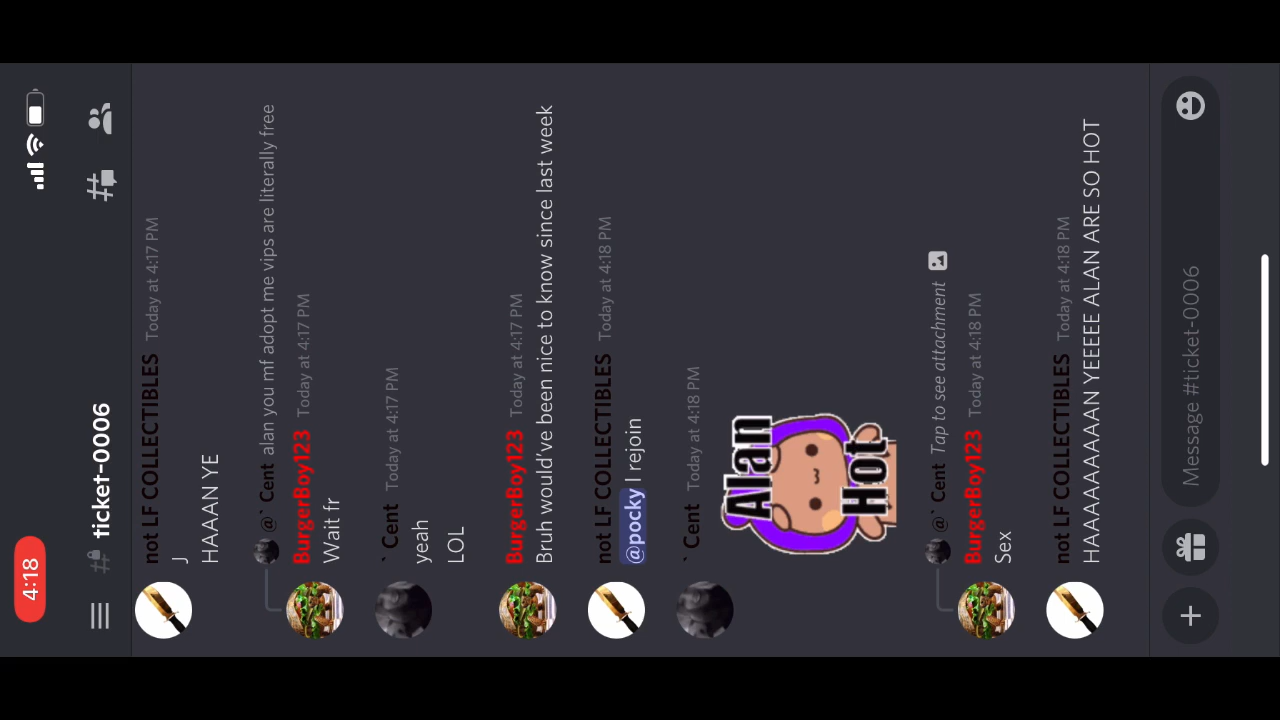 4:18
ticket-0006
not LF COLLECTIBLES Today at 4:17 PM
J
HAAAN YE
@` Cent alan you mf adopt me vips are literally free
BurgerBoy123 Today at 4:17 PM
Wait fr
` Cent Today at 4:17 PM
yeah
LOL
BurgerBoy123 Today at 4:17 PM
Bruh would've been nice to know since last week
not LF COLLECTIBLES Today at 4:18 PM
@pocky I rejoin
` Cent Today at 4:18 PM
Alan
Hot
@` Cent Tap to see attachment
BurgerBoy123 Today at 4:18 PM
Sex
not LF COLLECTIBLES Today at 4:18 PM
HAAAAAAAAAAN YEEEEE ALAN ARE SO HOT
Message #ticket-0006